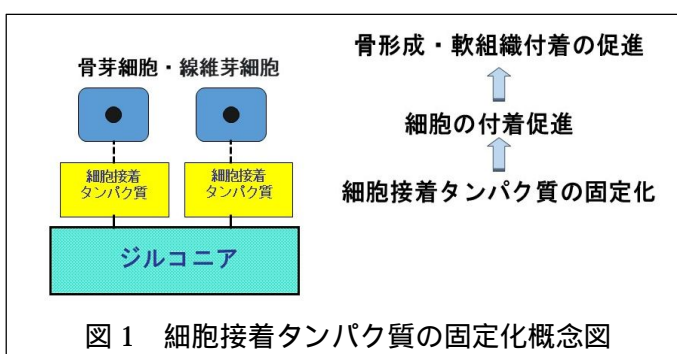 骨芽細胞・線維芽細胞
細胞接着
タンパク質
細胞接着
タンパク質
ジルコニア
骨形成・軟組織付着の促進
細胞の付着促進
細胞接着タンパク質の固定化
図 1 細胞接着タンパク質の固定化概念図